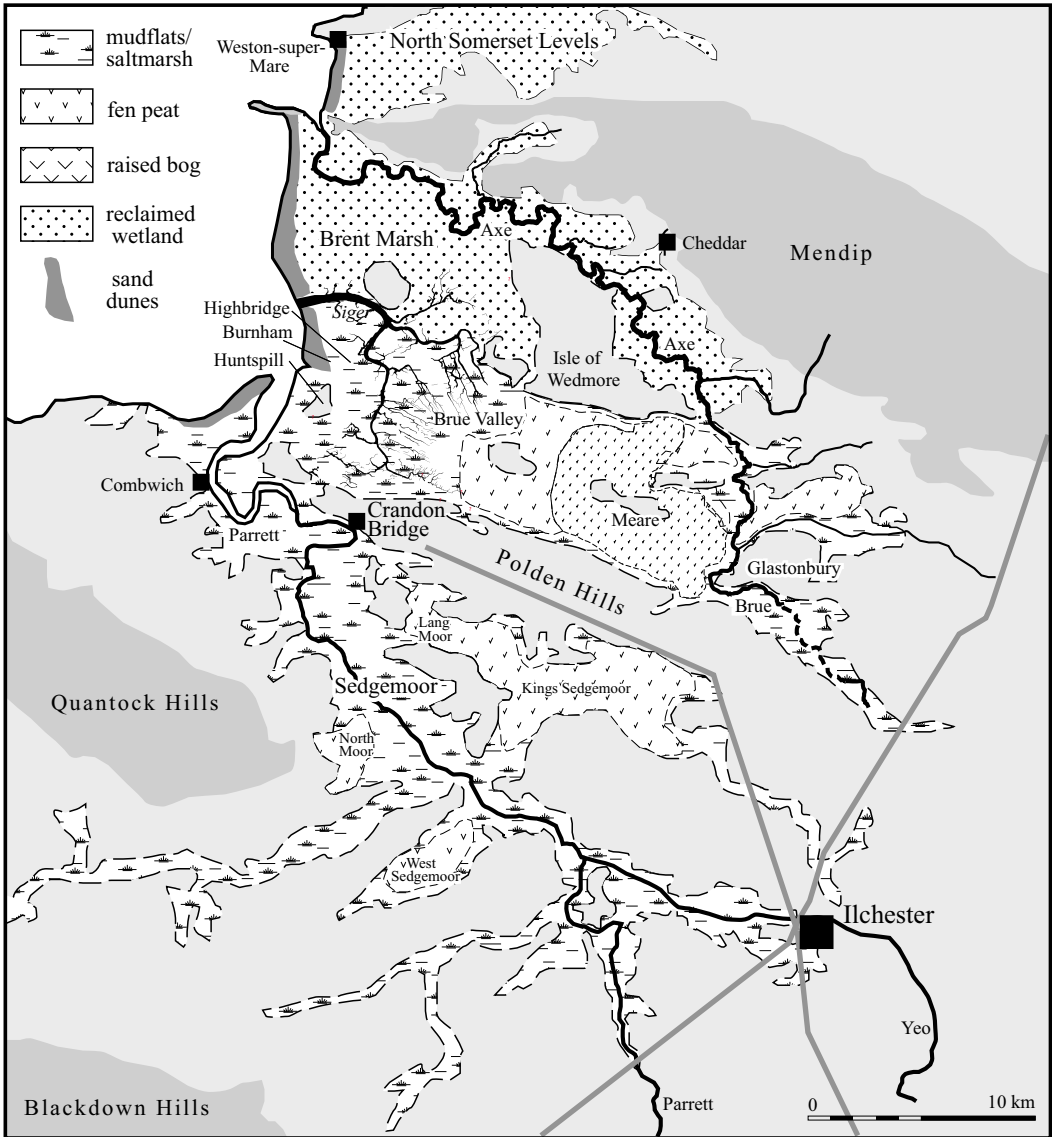 mudflats/
saltmarsh
fen peat
raised bog
reclaimed
wetland
sand
dunes
Weston-super-
Mare
North Somerset Levels
Brent Marsh
Axe
Cheddar
Mendip
Highbridge
Siger
Burnham
Huntspill
Axe
Isle of
Wedmore
Brue Valley
Combwich
Crandon
Bridge
Parrett
Meare
Polden Hills
Glastonbury
Brue
Lang
Moor
Sedgemoor
Kings Sedgemoor
Quantock Hills
North
Moor
West
Sedgemoor
Ilchester
Yeo
Parrett
Blackdown Hills
0 10 km